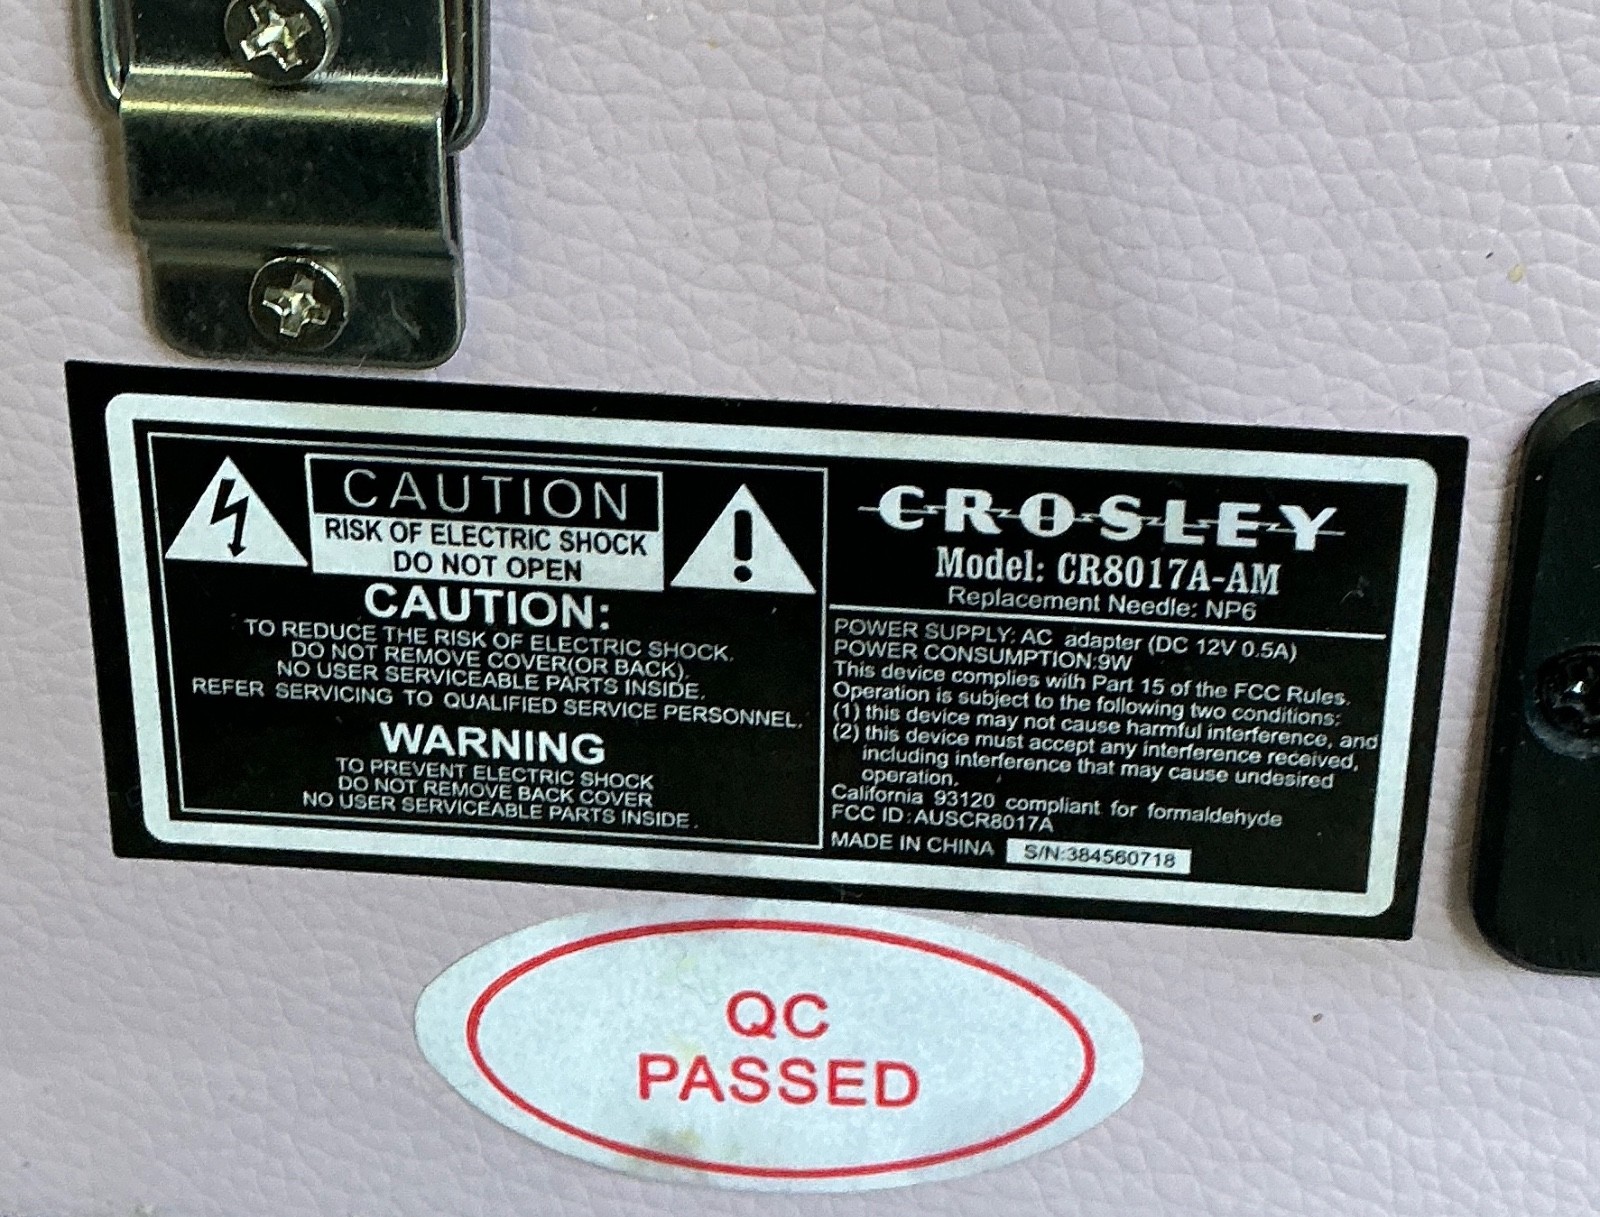 CAUTION
RISK OF ELECTRIC SHOCK
DO NOT OPEN
CAUTION:
TO REDUCE THE RISK OF ELECTRIC SHOCK.
DO NOT REMOVE COVER(OR BACK).
NO USER SERVICEABLE PARTS INSIDE.
REFER SERVICING TO QUALIFIED SERVICE PERSONNEL.
WARNING
TO PREVENT ELECTRIC SHOCK
DO NOT REMOVE BACK COVER
NO USER SERVICEABLE PARTS INSIDE.
CROSLEY
Model: CR8017A-AM
Replacement Needle: NP6
POWER SUPPLY: AC adapter (DC 12V 0.5A)
POWER CONSUMPTION:9W
This device complies with Part 15 of the FCC Rules.
Operation is subject to the following two conditions:
(1) this device may not cause harmful interference, and
(2) this device must accept any interference received,
including interference that may cause undesired
operation.
California 93120 compliant for formaldehyde
FCC ID:AUSCR8017A
MADE IN CHINA S/N:384560718
QC
PASSED